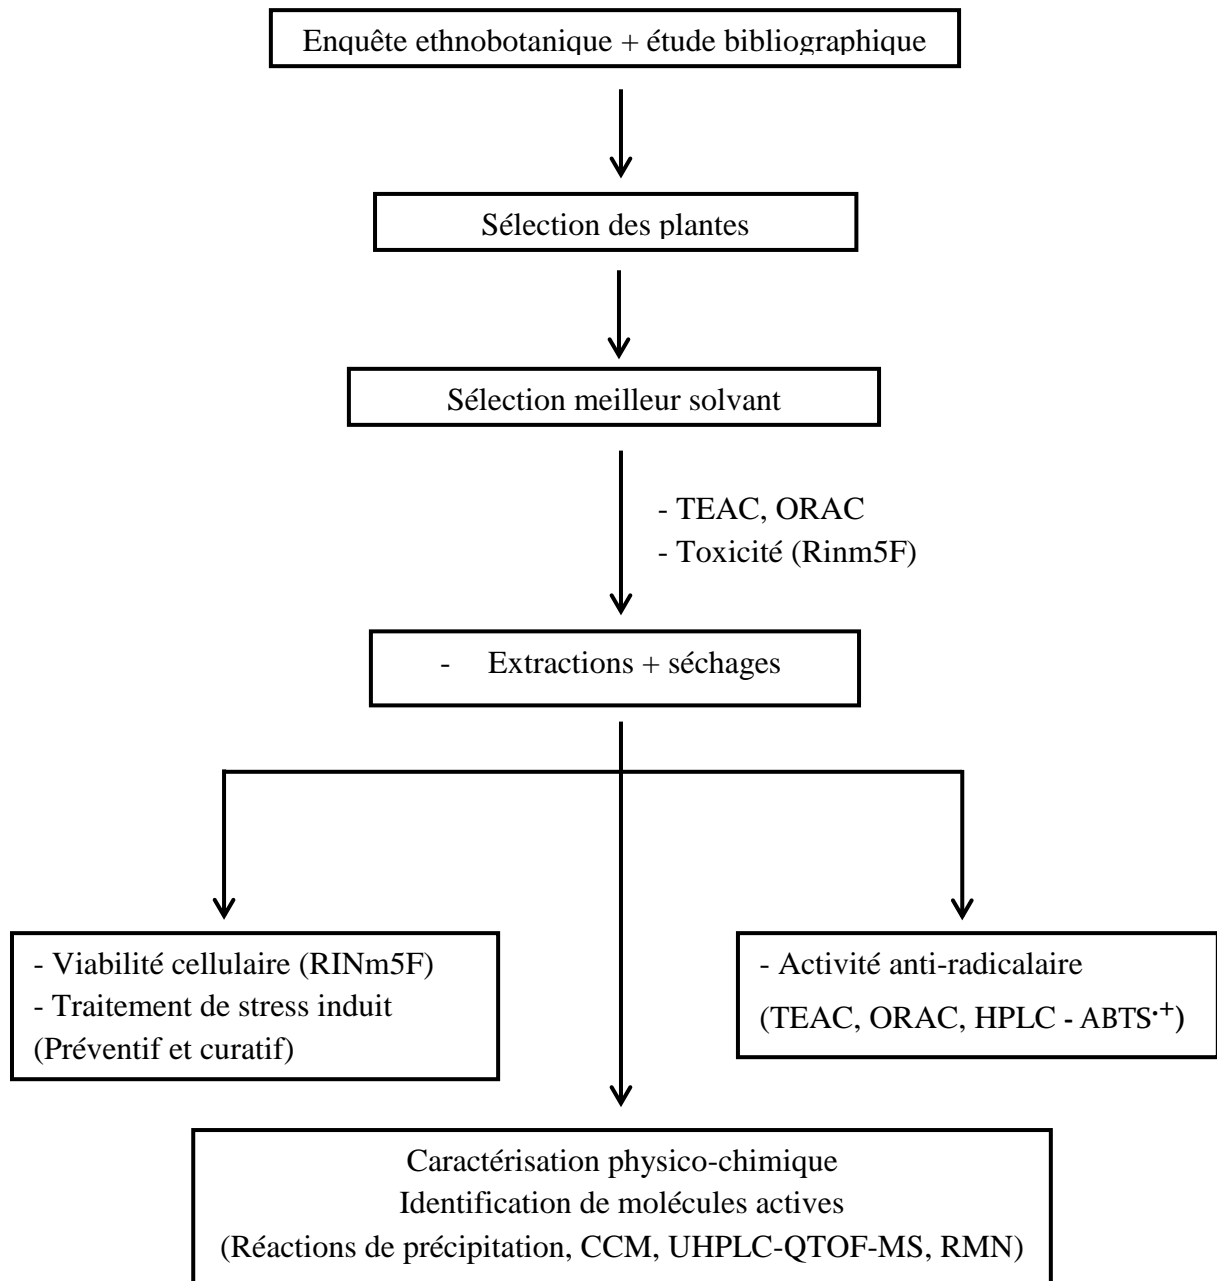 Enquête ethnobotanique + étude bibliographique
Sélection des plantes
Sélection meilleur solvant
- TEAC, ORAC
- Toxicité (Rinm5F)
- Extractions + séchages
- Viabilité cellulaire (RINm5F)
- Traitement de stress induit
(Préventif et curatif)
- Activité anti-radicalaire
(TEAC, ORAC, HPLC - ABTS·⁺)
Caractérisation physico-chimique
Identification de molécules actives
(Réactions de précipitation, CCM, UHPLC-QTOF-MS, RMN)